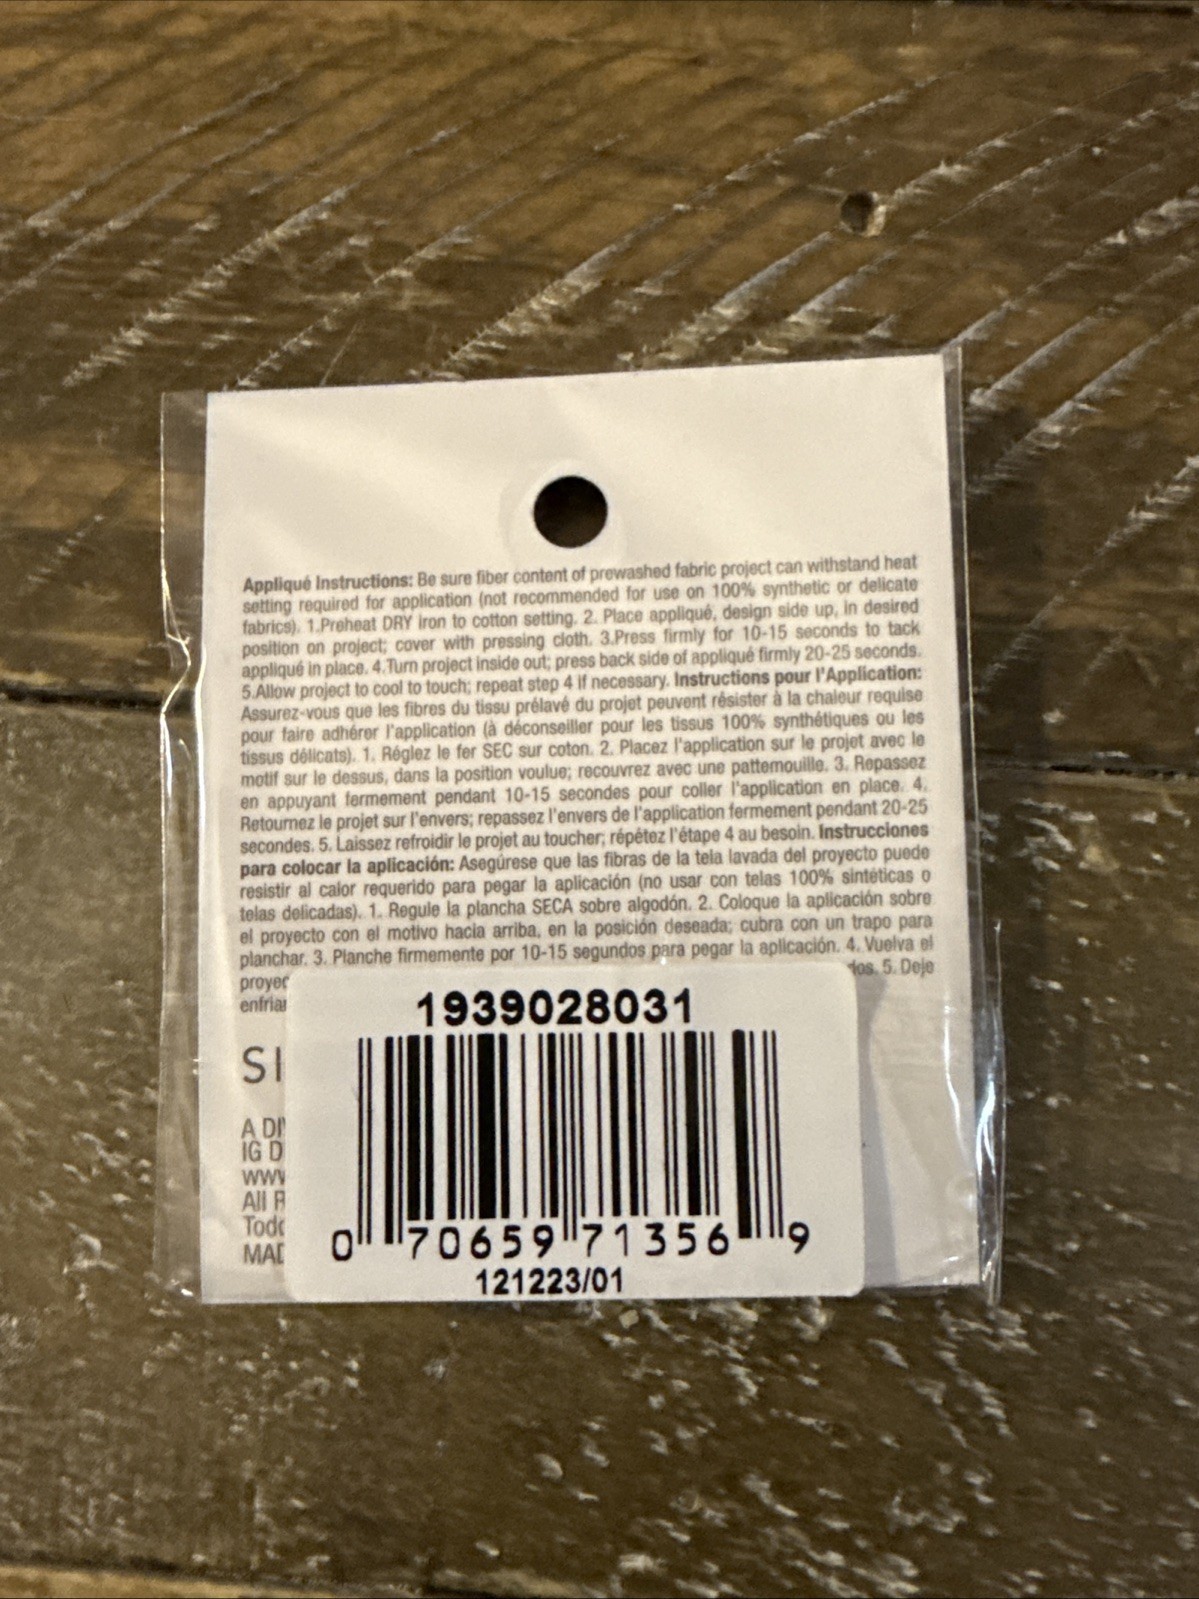 Appliqué Instructions: Be sure fiber content of prewashed fabric project can withstand heat
setting required for application (not recommended for use on 100% synthetic or delicate
fabrics). 1.Preheat DRY iron to cotton setting. 2. Place appliqué, design side up, in desired
position on project; cover with pressing cloth. 3.Press firmly for 10-15 seconds to tack
appliqué in place. 4.Turn project inside out; press back side of appliqué firmly 20-25 seconds.
5.Allow project to cool to touch; repeat step 4 if necessary. Instructions pour l'Application:
Assurez-vous que les fibres du tissu prélavé du projet peuvent résister à la chaleur requise
pour faire adhérer l'application (à déconseiller pour les tissus 100% synthétiques ou les
tissus délicats). 1. Réglez le fer SEC sur coton. 2. Placez l'application sur le projet avec le
motif sur le dessus, dans la position voulue; recouvrez avec une pattemouille. 3. Repassez
en appuyant fermement pendant 10-15 secondes pour coller l'application en place. 4.
Retournez le projet sur l'envers; repassez l'envers de l'application fermement pendant 20-25
secondes. 5. Laissez refroidir le projet au toucher; répétez l'étape 4 au besoin. Instrucciones
para colocar la aplicación: Asegúrese que las fibras de la tela lavada del proyecto puede
resistir al calor requerido para pegar la aplicación (no usar con telas 100% sintéticas o
telas delicadas). 1. Regule la plancha SECA sobre algodón. 2. Coloque la aplicación sobre
el proyecto con el motivo hacia arriba, en la posición deseada; cubra con un trapo para
planchar. 3. Planche firmemente por 10-15 segundos para pegar la aplicación. 4. Vuelva el
proyec dos. 5. Deje
enfriar
1939028031
SI
A DI
IG D
www
All R
Todo
MAD
0 70659 71356 9
121223/01